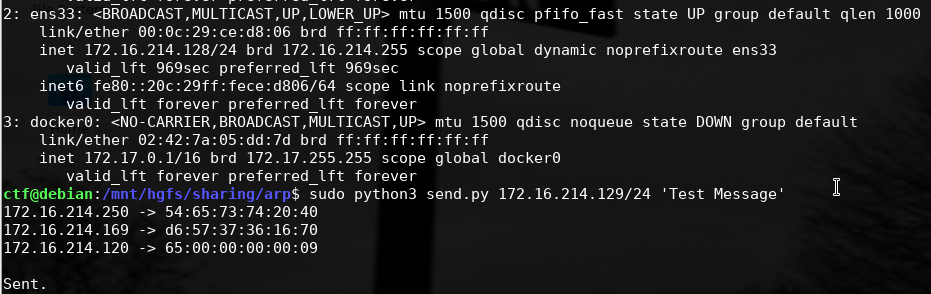 2: ens33: <BROADCAST,MULTICAST,UP,LOWER_UP> mtu 1500 qdisc pfifo_fast state UP group default qlen 1000
link/ether 00:0c:29:ce:d8:06 brd ff:ff:ff:ff:ff:ff
inet 172.16.214.128/24 brd 172.16.214.255 scope global dynamic noprefixroute ens33
valid_lft 969sec preferred_lft 969sec
inet6 fe80::20c:29ff:fece:d806/64 scope link noprefixroute
valid_lft forever preferred_lft forever
3: docker0: <NO-CARRIER,BROADCAST,MULTICAST,UP> mtu 1500 qdisc noqueue state DOWN group default
link/ether 02:42:7a:05:dd:7d brd ff:ff:ff:ff:ff:ff
inet 172.17.0.1/16 brd 172.17.255.255 scope global docker0
valid_lft forever preferred_lft forever
ctf@debian:/mnt/hgfs/sharing/arp$ sudo python3 send.py 172.16.214.129/24 'Test Message'
172.16.214.250 -> 54:65:73:74:20:40
172.16.214.169 -> d6:57:37:36:16:70
172.16.214.120 -> 65:00:00:00:00:09
Sent.